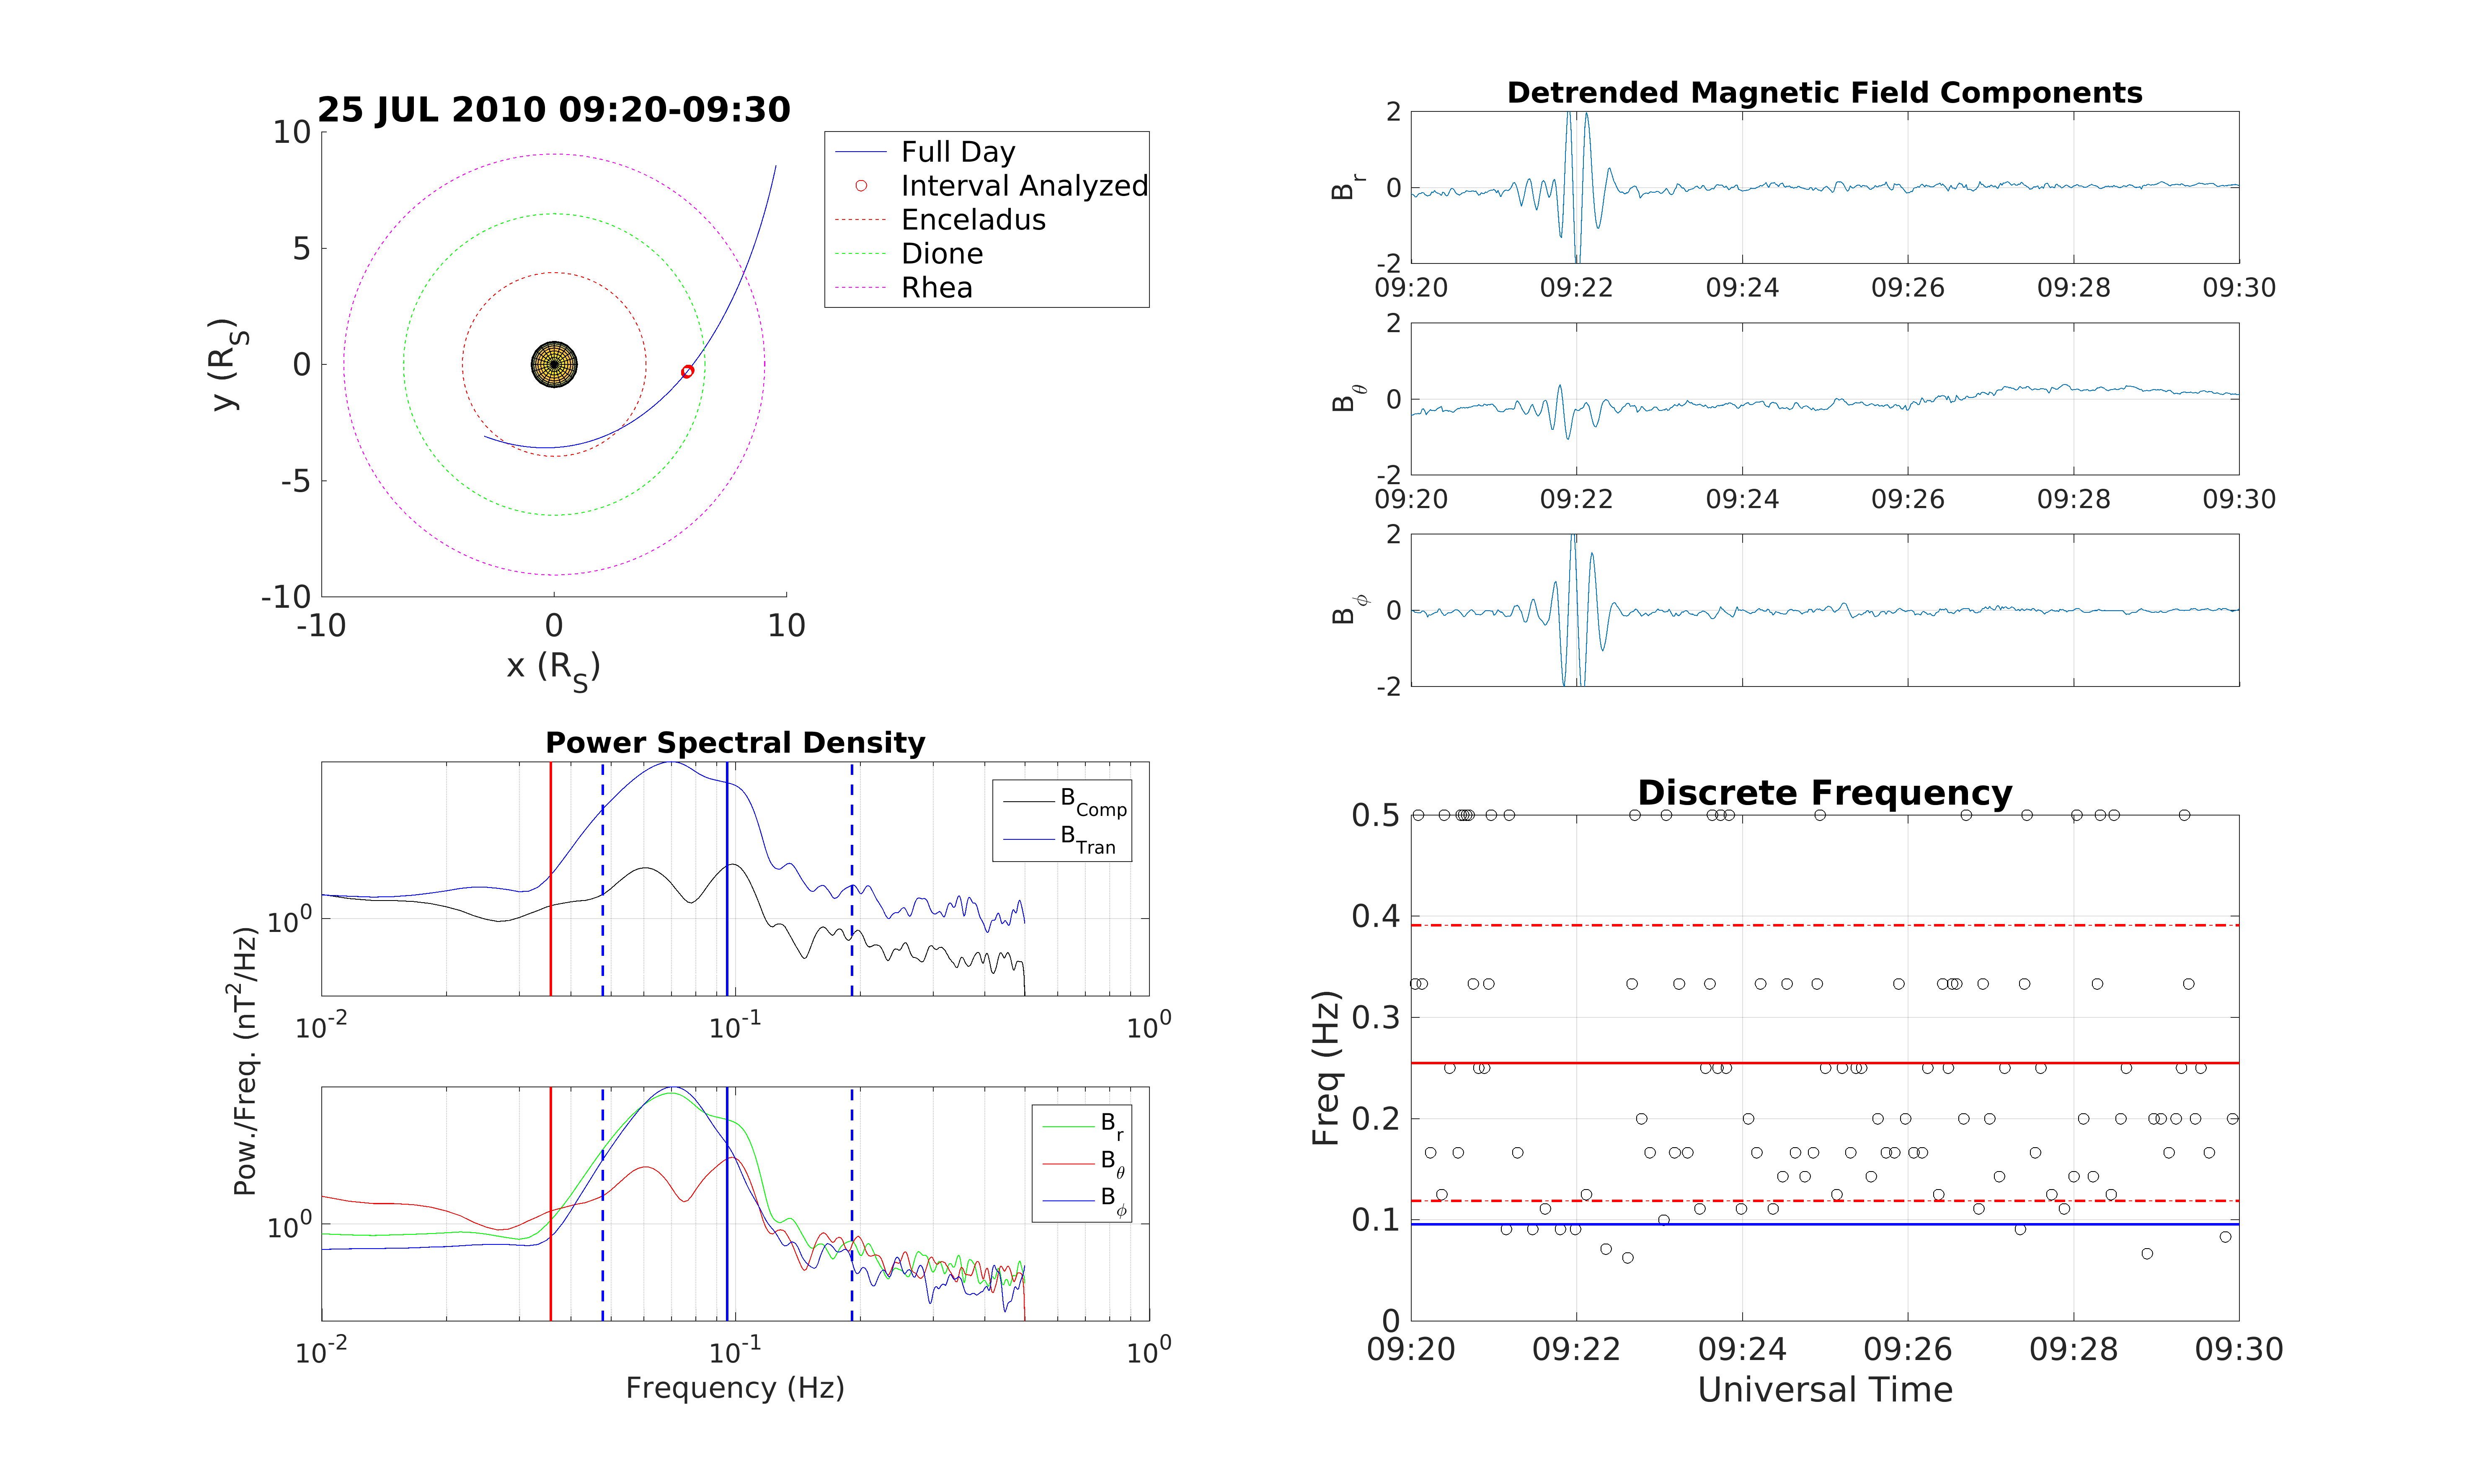 25 JUL 2010 09:20-09:30
10
5
0
-5
-10
-10 0 10
y (R_S)
x (R_S)
Full Day
Interval Analyzed
Enceladus
Dione
Rhea
Detrended Magnetic Field Components
2
0
-2
B_r
09:20 09:22 09:24 09:26 09:28 09:30
2
0
-2
B_θ
09:20 09:22 09:24 09:26 09:28 09:30
2
0
-2
B_ϕ
Power Spectral Density
B_Comp
B_Tran
10^0
10^-2 10^-1 10^0
Pow./Freq. (nT^2/Hz)
B_r
B_θ
B_ϕ
10^0
10^-2 10^-1 10^0
Frequency (Hz)
Discrete Frequency
0.5
0.4
0.3
0.2
0.1
0
Freq (Hz)
09:20 09:22 09:24 09:26 09:28 09:30
Universal Time